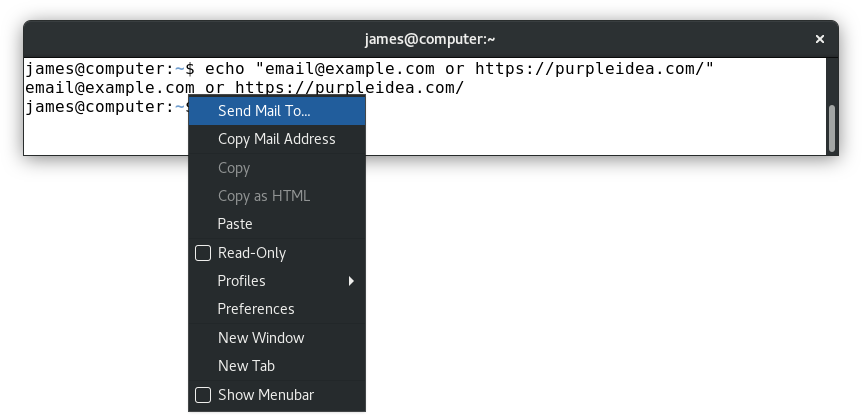 james@computer:~
×
james@computer:~$ echo "email@example.com or https://purpleidea.com/"
email@example.com or https://purpleidea.com/
james@computer:~$
Send Mail To...
Copy Mail Address
Copy
Copy as HTML
Paste
Read-Only
Profiles
Preferences
New Window
New Tab
Show Menubar